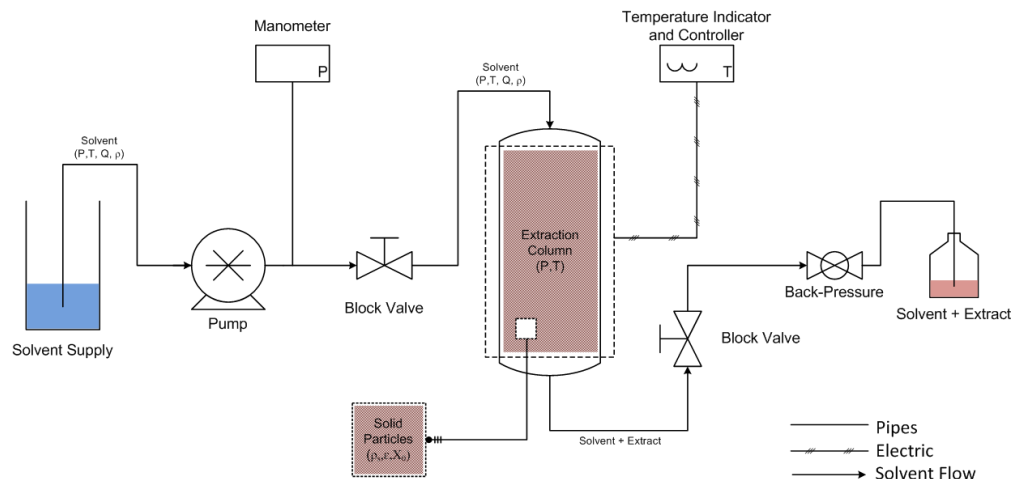 Manometer
P
Temperature Indicator
and Controller
T
Solvent
(P,T, Q, ρ)
Solvent
(P,T, Q, ρ)
Extraction
Column
(P,T)
Block Valve
Pump
Solvent Supply
Back-Pressure
Solvent + Extract
Block Valve
Solid
Particles
(ρₛ,ε,X₀)
Solvent + Extract
Pipes
Electric
Solvent Flow